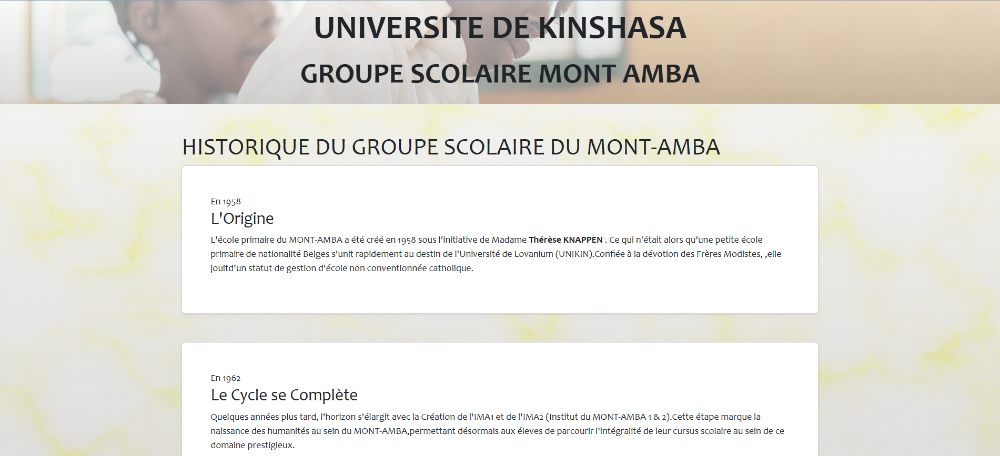 UNIVERSITE DE KINSHASA
GROUPE SCOLAIRE MONT AMBA
HISTORIQUE DU GROUPE SCOLAIRE DU MONT-AMBA
En 1958
L'Origine
L'école primaire du MONT-AMBA a été créé en 1958 sous l'initiative de Madame Thérèse KNAPPEN . Ce qui n'était alors qu'une petite école
primaire de nationalité Belges s'unit rapidement au destin de l'Université de Lovanium (UNIKIN).Confiée à la dévotion des Frères Modistes, ,elle
jouitd'un statut de gestion d'école non conventionnée catholique.
En 1962
Le Cycle se Complète
Quelques années plus tard, l'horizon s'élargit avec la Création de l'IMA1 et de l'IMA2 (Institut du MONT-AMBA 1 & 2).Cette étape marque la
naissance des humanités au sein du MONT-AMBA,permettant désormais aux éleves de parcourir l'intégralité de leur cursus scolaire au sein de ce
domaine prestigieux.